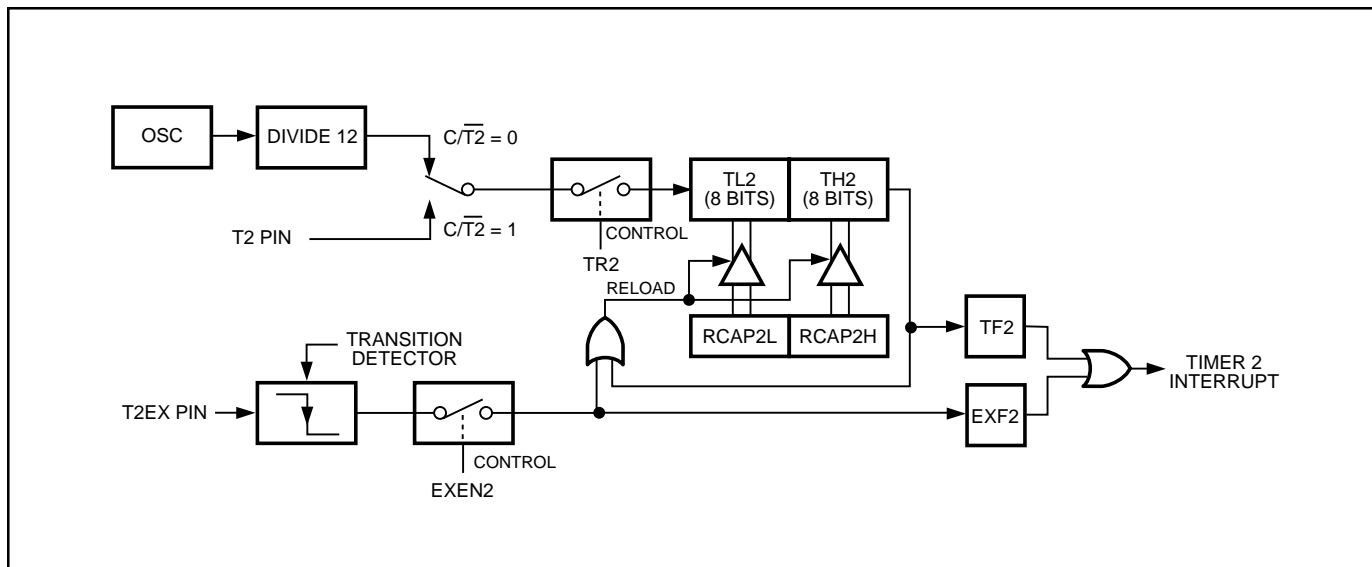 OSC
DIVIDE 12
C/T2 = 0
TL2
(8 BITS)
TH2
(8 BITS)
T2 PIN
C/T2 = 1
CONTROL
TR2
RELOAD
RCAP2L
RCAP2H
TF2
TRANSITION
DETECTOR
TIMER 2
INTERRUPT
T2EX PIN
EXF2
CONTROL
EXEN2